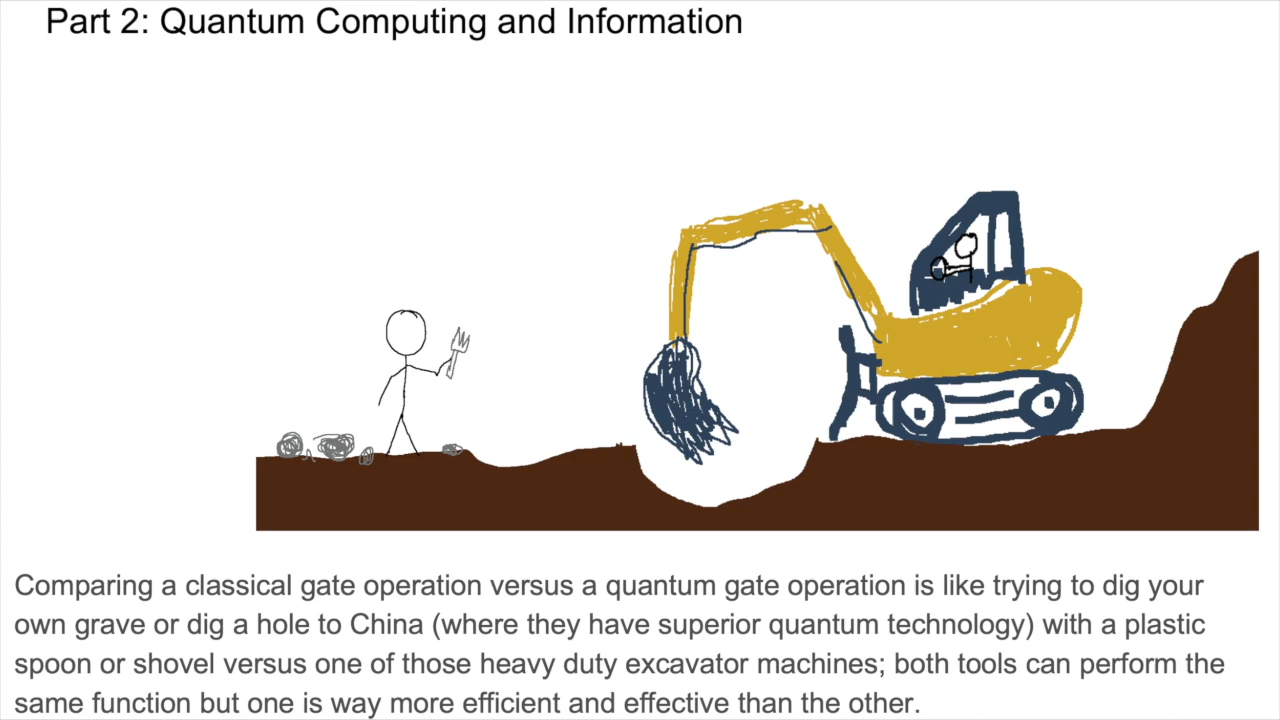 Part 2: Quantum Computing and Information
Comparing a classical gate operation versus a quantum gate operation is like trying to dig your
own grave or dig a hole to China (where they have superior quantum technology) with a plastic
spoon or shovel versus one of those heavy duty excavator machines; both tools can perform the
same function but one is way more efficient and effective than the other.